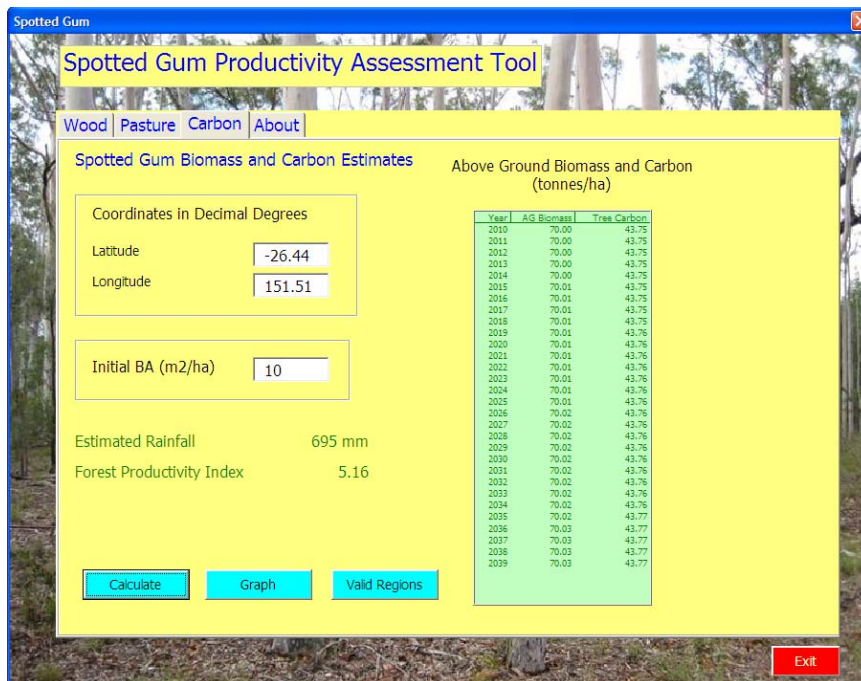 Spotted Gum
Spotted Gum Productivity Assessment Tool
Wood Pasture Carbon About
Spotted Gum Biomass and Carbon Estimates
Coordinates in Decimal Degrees
Latitude -26.44
Longitude 151.51
Initial BA (m2/ha) 10
Estimated Rainfall 695 mm
Forest Productivity Index 5.16
Calculate Graph Valid Regions
Above Ground Biomass and Carbon
(tonnes/ha)
Year AG Biomass Tree Carbon
2010 70.00 43.75
2011 70.00 43.75
2012 70.00 43.75
2013 70.00 43.75
2014 70.00 43.75
2015 70.01 43.75
2016 70.01 43.75
2017 70.01 43.75
2018 70.01 43.75
2019 70.01 43.76
2020 70.01 43.76
2021 70.01 43.76
2022 70.01 43.76
2023 70.01 43.76
2024 70.01 43.76
2025 70.01 43.76
2026 70.02 43.76
2027 70.02 43.76
2028 70.02 43.76
2029 70.02 43.76
2030 70.02 43.76
2031 70.02 43.76
2032 70.02 43.76
2033 70.02 43.76
2034 70.02 43.76
2035 70.02 43.77
2036 70.03 43.77
2037 70.03 43.77
2038 70.03 43.77
2039 70.03 43.77
Exit